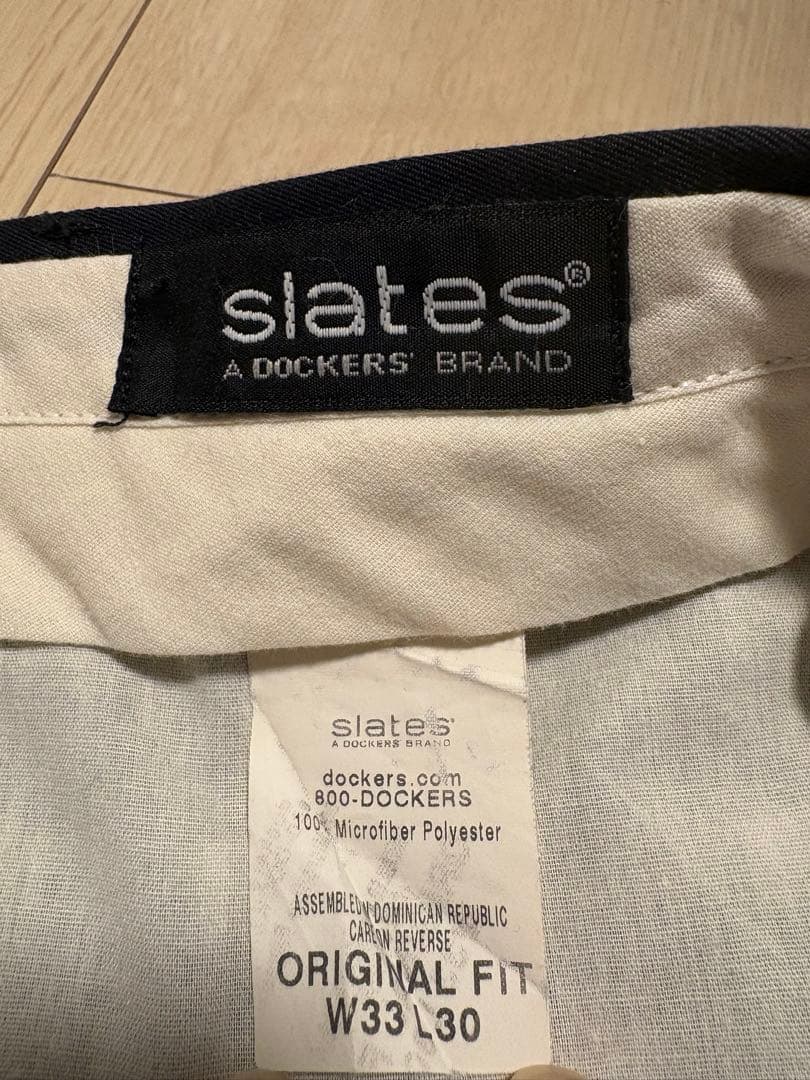 slates®
A DOCKERS® BRAND
slates®
A DOCKERS BRAND
dockers.com
800-DOCKERS
100% Microfiber Polyester
ASSEMBLED IN DOMINICAN REPUBLIC
CARE ON REVERSE
ORIGINAL FIT
W33 L30